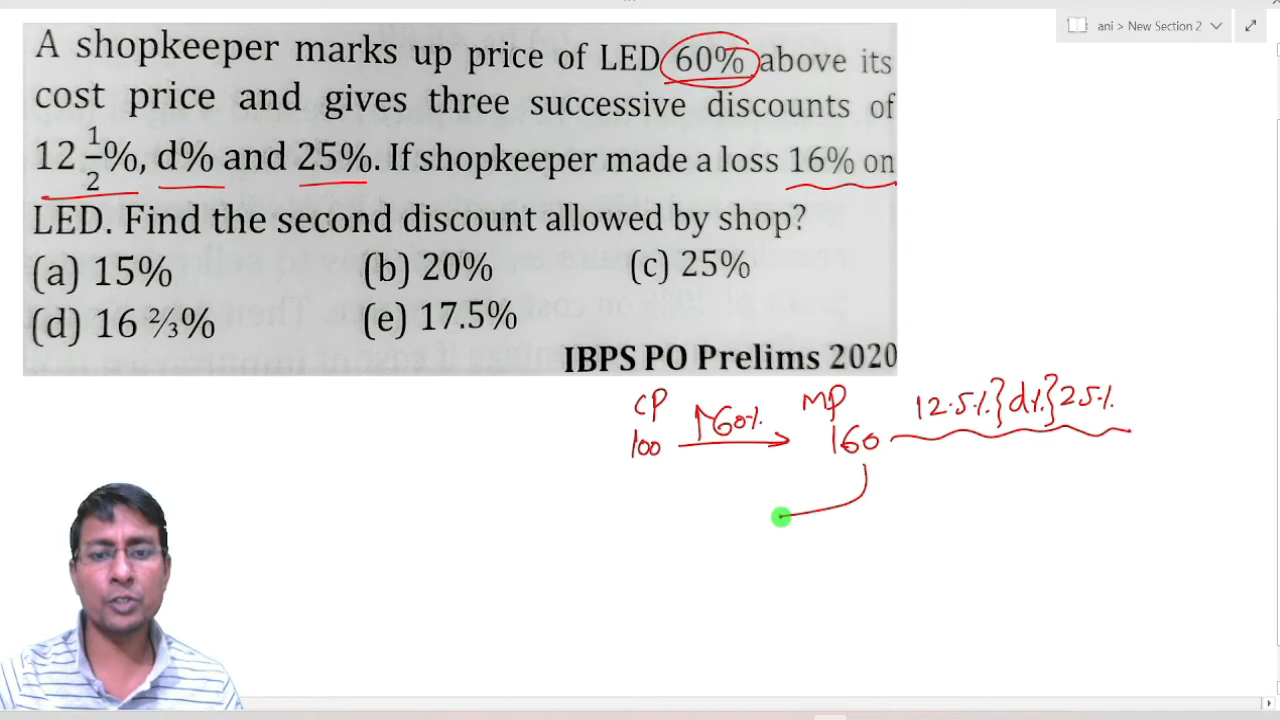 ani > New Section 2
A shopkeeper marks up price of LED 60% above its
cost price and gives three successive discounts of
12 1/2%, d% and 25%. If shopkeeper made a loss 16% on
LED. Find the second discount allowed by shop?
(a) 15% (b) 20% (c) 25%
(d) 16 ⅔% (e) 17.5%
IBPS PO Prelims 2020
CP ↑60% MP 12.5%} d%} 25%
100 160